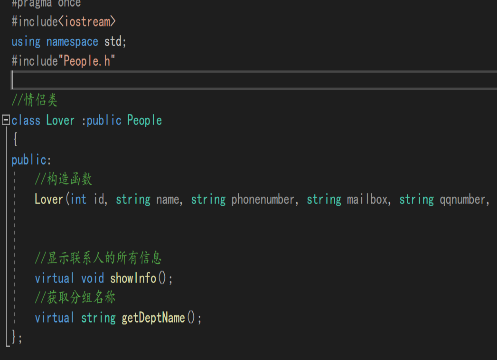 #pragma once
#include<iostream>
using namespace std;
#include"People.h"
//情侣类
class Lover :public People
{
public:
//构造函数
Lover(int id, string name, string phonenumber, string mailbox, string qqnumber,
//显示联系人的所有信息
virtual void showInfo();
//获取分组名称
virtual string getDeptName();
};